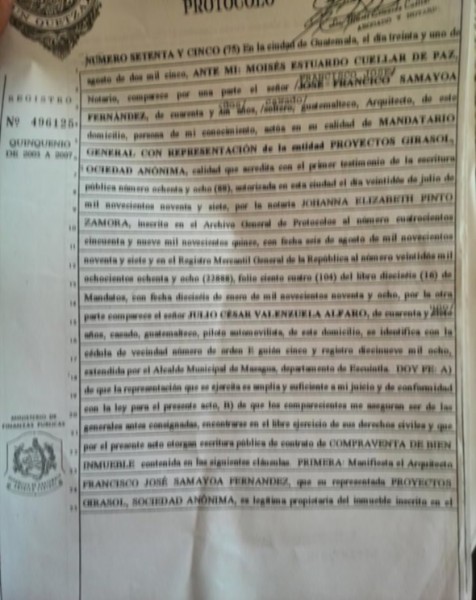 PROTOCOLO
REGISTRO
Nº 496125
QUINQUENIO
DE 2003 A 2007
NUMERO SETENTA Y CINCO (75) En la ciudad de Guatemala, el día treinta y uno de
agosto de dos mil cinco, ANTE MI: MOISÉS ESTUARDO CUELLAR DE PAZ,
Notario, comparece por una parte el señor /JOSE FRANCICO SAMAYOA
FRANCISCO JOSE
FERNÁNDEZ, de cuarenta y años, /soltero, guatemalteco, Arquitecto, de este
domicilio, persona de mi conocimiento, actúa en su calidad de MANDATARIO
GENERAL CON REPRESENTACIÓN de la entidad PROYECTOS GIRASOL,
SOCIEDAD ANÓNIMA, calidad que acredita con el primer testimonio de la escritura
pública número ochenta y ocho (88), autorizada en esta ciudad el día veintidós de julio de
mil novecientos noventa y siete, por la notaria JOHANNA ELIZABETH PINTO
ZAMORA, inscrito en el Archivo General de Protocolos al número cuatrocientos
cincuenta y nueve mil novecientos quince, con fecha seis de agosto de mil novecientos
noventa y siete y en el Registro Mercantil General de la República al número veintidós mil
ochocientos ochenta y ocho (22888), folio ciento cuatro (104) del libro dieciséis (16) de
Mandatos, con fecha dieciséis de enero de mil novecientos noventa y ocho, por la otra
parte comparece el señor JULIO CÉSAR VALENZUELA ALFARO, de cuarenta y
años, casado, guatemalteco, piloto automovilista, de este domicilio, se identifica con la
cédula de vecindad número de orden E guión cinco y registro diecinueve mil ocho,
extendida por el Alcalde Municipal de Masagua, departamento de Escuintla. DOY FE: A)
de que la representación que se ejercita es amplia y suficiente a mi juicio y de conformidad
con la ley para el presente acto, B) de que los comparecientes me aseguran ser de las
generales antes consignadas, encontrarse en el libre ejercicio de sus derechos civiles y que
por el presente acto otorgan escritura pública de contrato de COMPRAVENTA DE BIEN
INMUEBLE contenida en las siguientes cláusulas. PRIMERA: Manifiesta el Arquitecto
FRANCISCO JOSÉ SAMAYOA FERNANDEZ, que su representada PROYECTOS
GIRASOL, SOCIEDAD ANÓNIMA, es legítima propietaria del inmueble inscrito en el
MINISTERIO DE
FINANZAS PUBLICAS